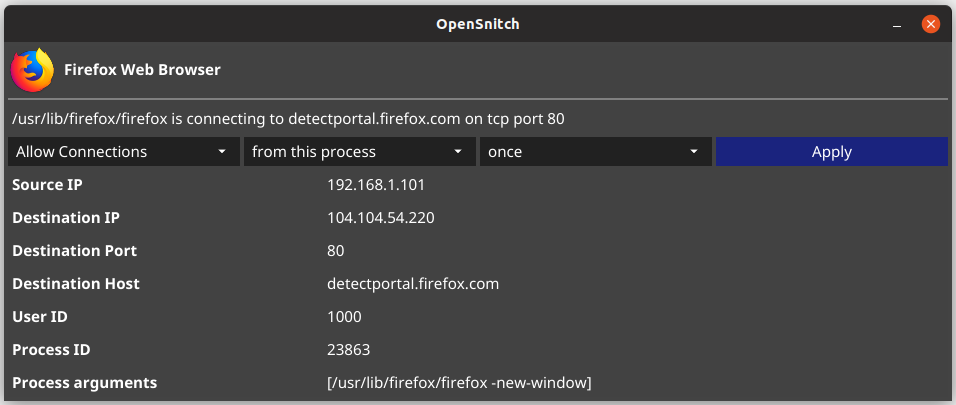 OpenSnitch
Firefox Web Browser
/usr/lib/firefox/firefox is connecting to detectportal.firefox.com on tcp port 80
Allow Connections from this process once Apply
Source IP 192.168.1.101
Destination IP 104.104.54.220
Destination Port 80
Destination Host detectportal.firefox.com
User ID 1000
Process ID 23863
Process arguments [/usr/lib/firefox/firefox -new-window]